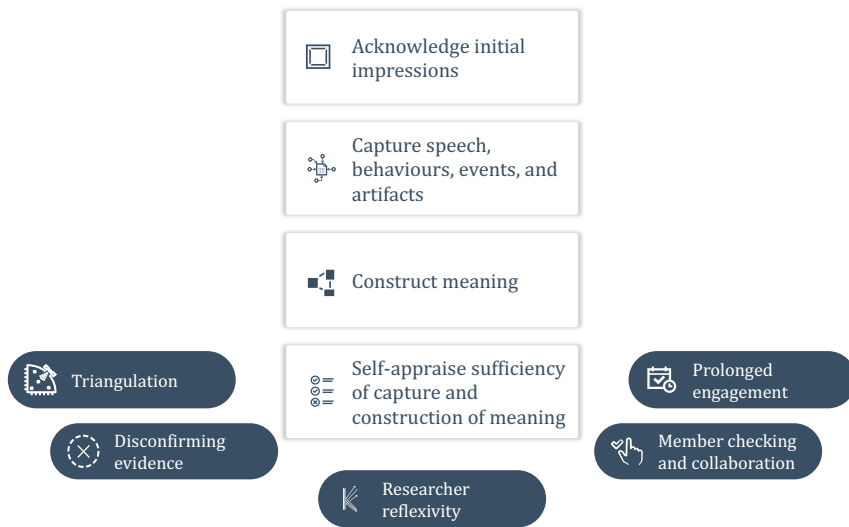 Acknowledge initial
impressions
Capture speech,
behaviours, events, and
artifacts
Construct meaning
Self-appraise sufficiency
of capture and
construction of meaning
Triangulation
Prolonged
engagement
Disconfirming
evidence
Member checking
and collaboration
Researcher
reflexivity